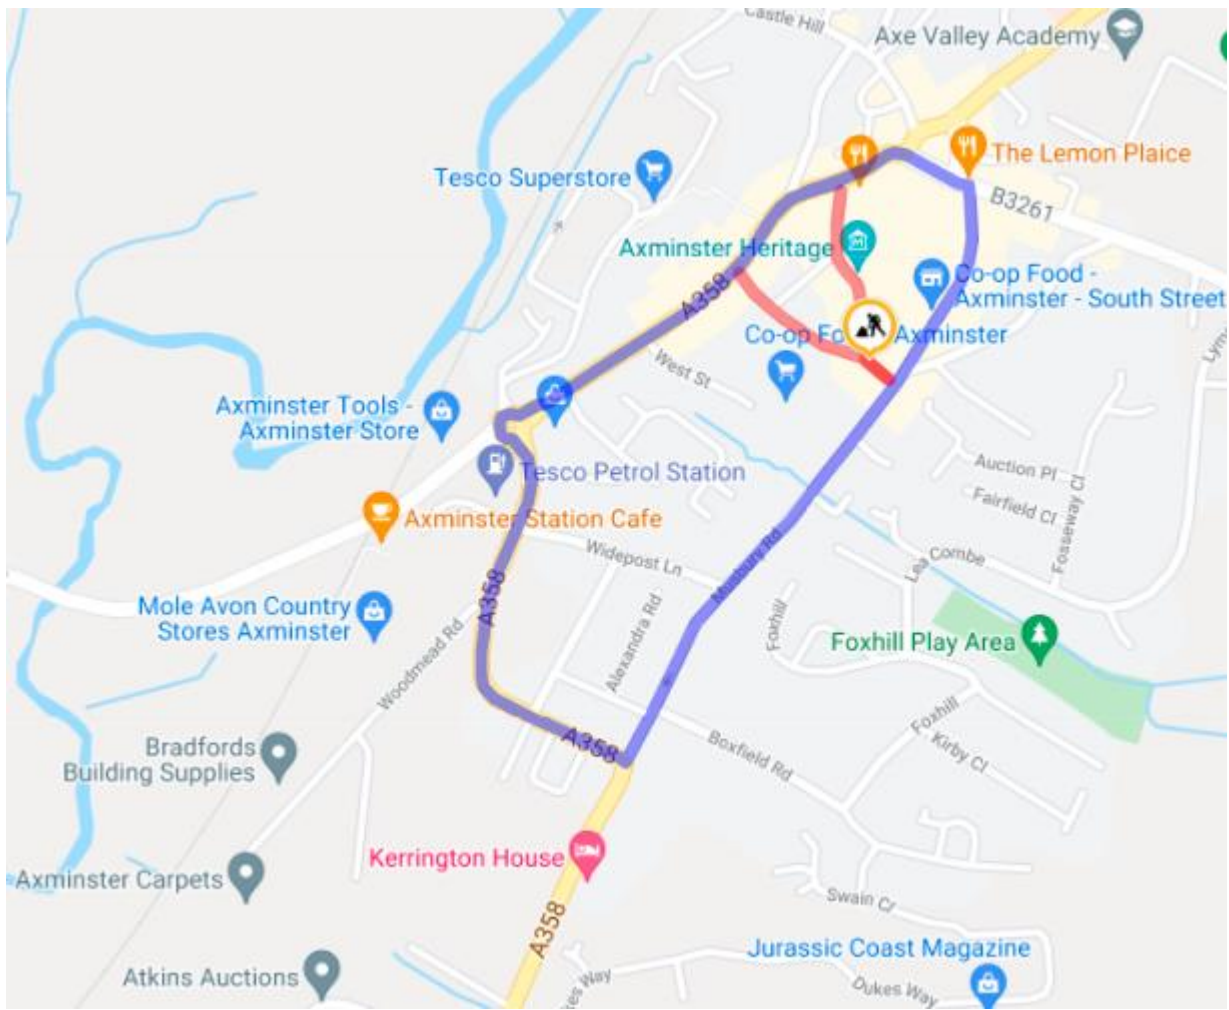 Castle Hill
Axe Valley Academy
The Lemon Plaice
Tesco Superstore
B3261
Axminster Heritage
Co-op Food -
Axminster - South Street
A358
Co-op Fo
Axminster
West St
Axminster Tools -
Axminster Store
Tesco Petrol Station
Auction Pl
Fairfield Cl
Fosseway Cl
Axminster Station Cafe
Musbury Rd
Widepost Ln
Lea Combe
A358
Mole Avon Country
Stores Axminster
Woodmead Rd
Alexandra Rd
Foxhill
Foxhill Play Area
Foxhill
Kirby Cl
A358
Boxfield Rd
Bradfords
Building Supplies
Kerrington House
Axminster Carpets
Swain Cl
A358
Jurassic Coast Magazine
Atkins Auctions
kes Way
Dukes Way